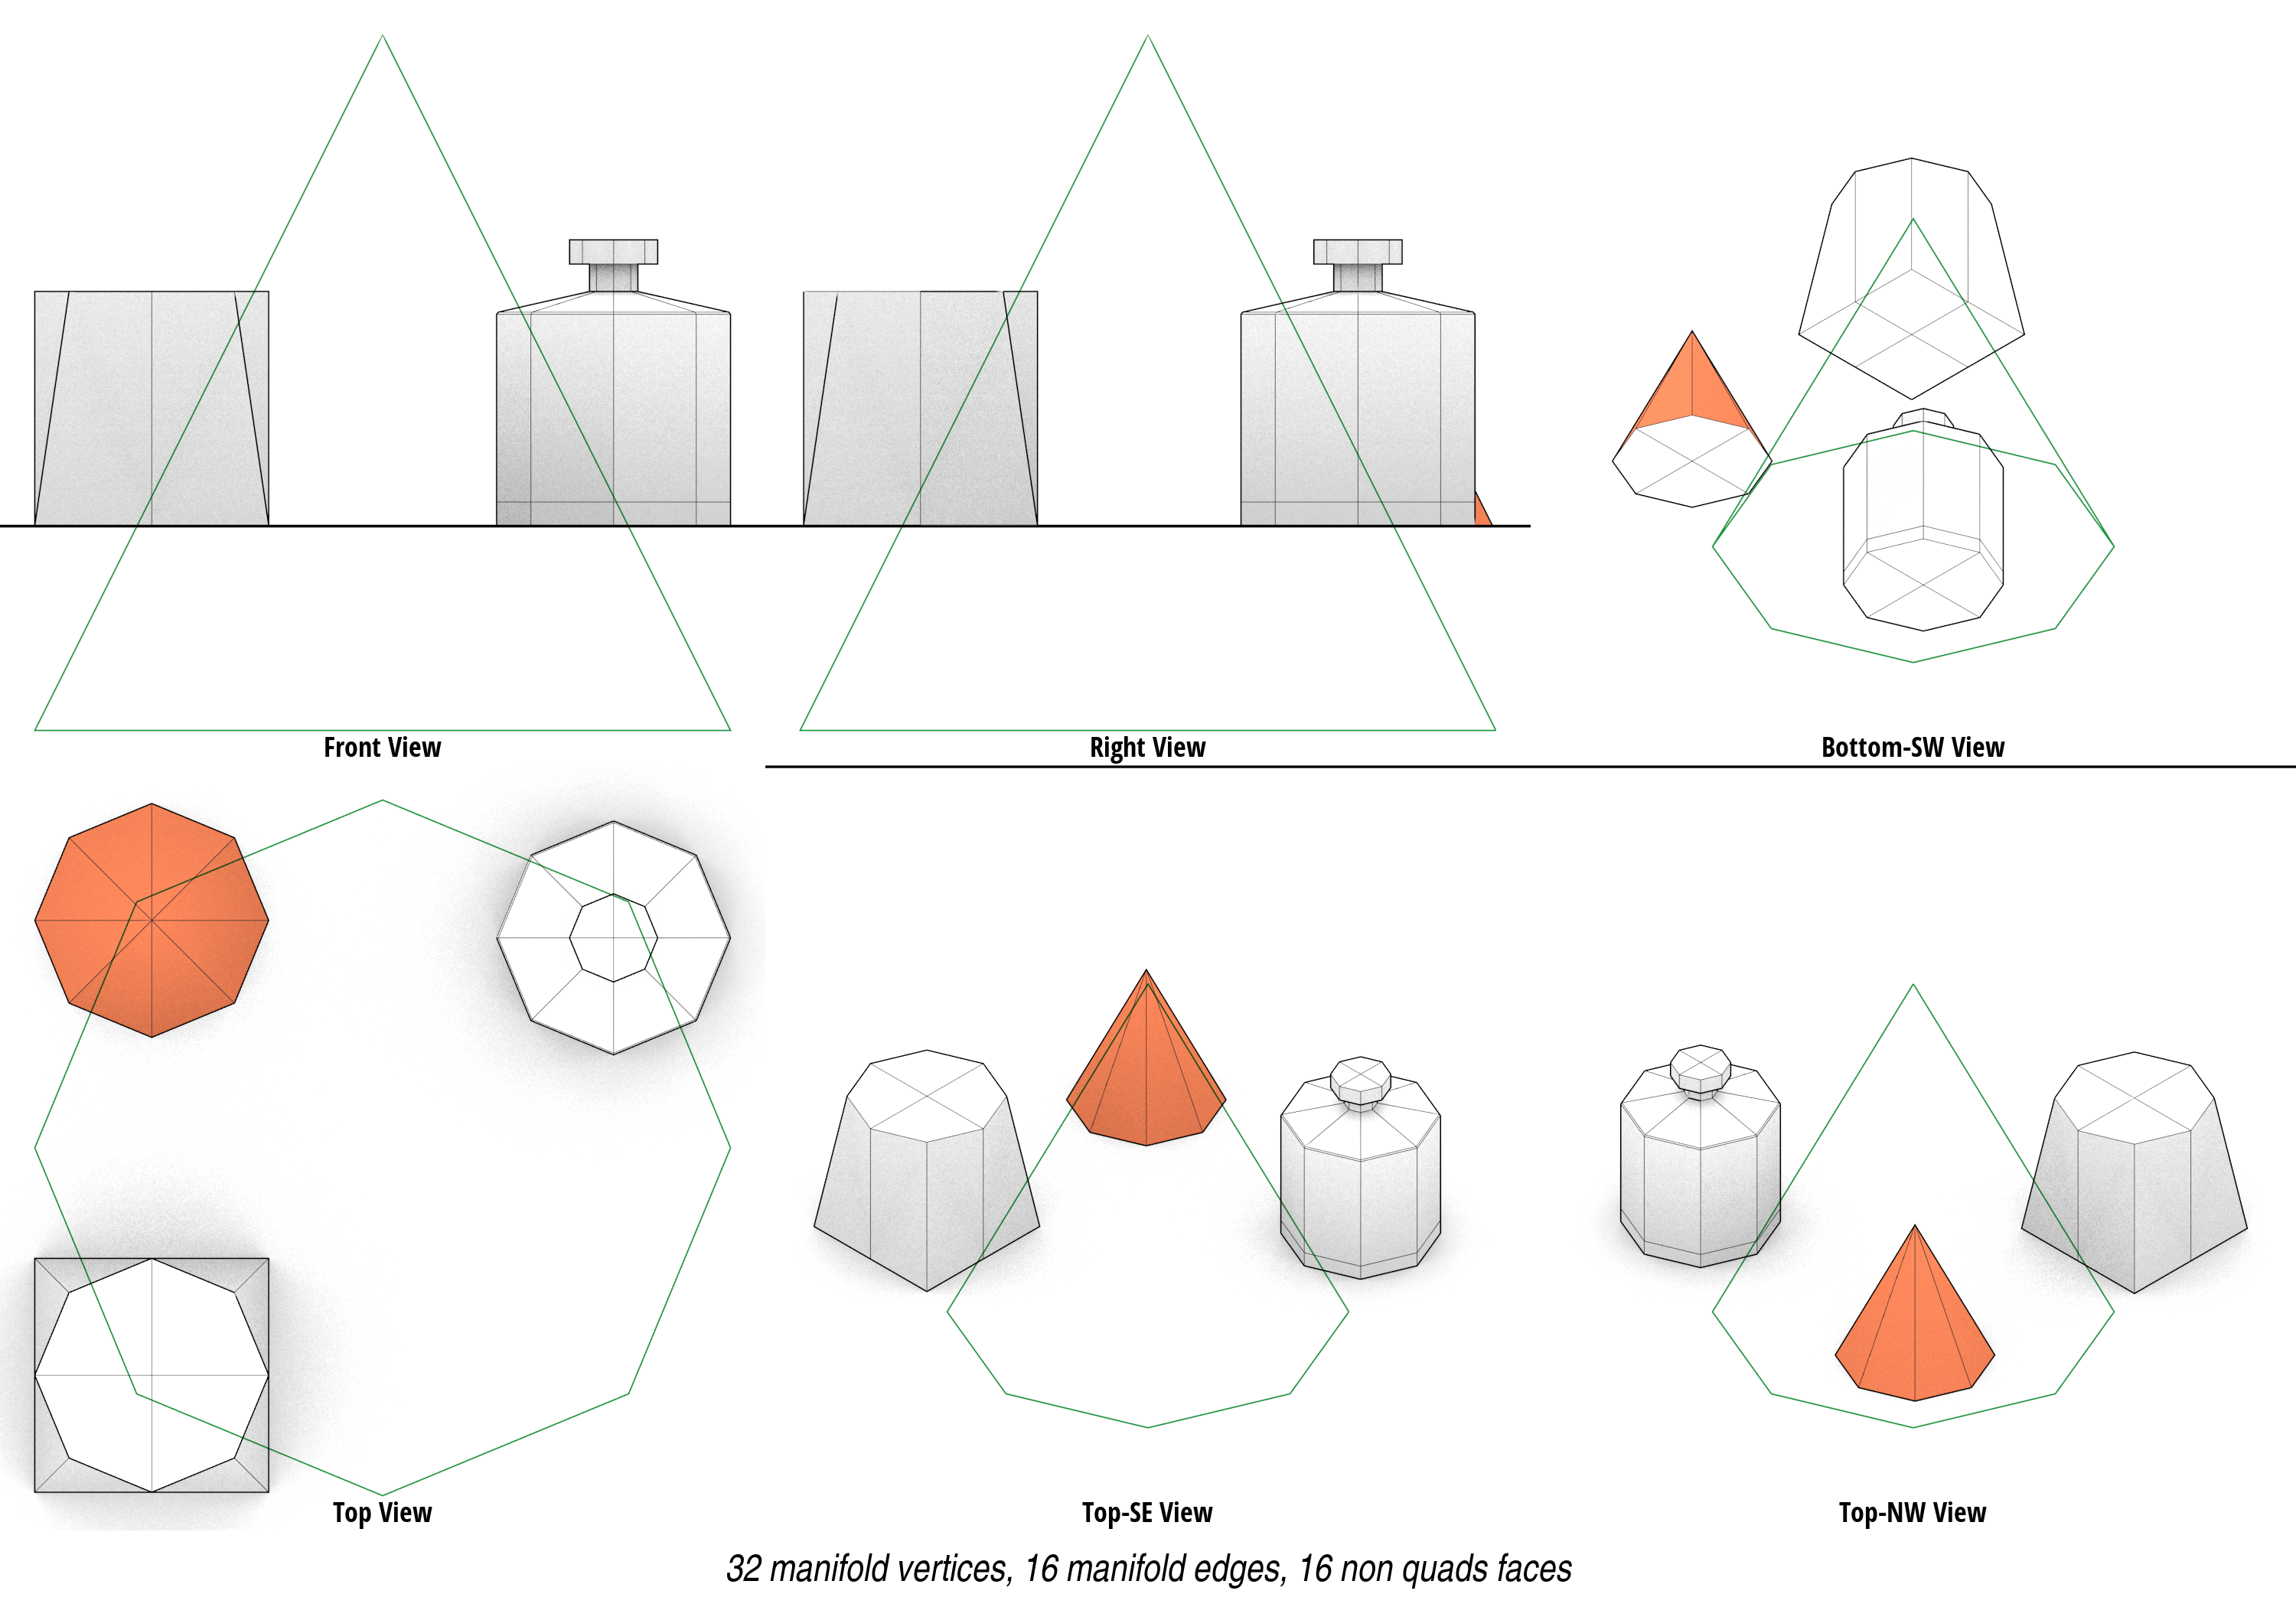 Front View
Right View
Bottom-SW View
Top View
Top-SE View
Top-NW View
32 manifold vertices, 16 manifold edges, 16 non quads faces